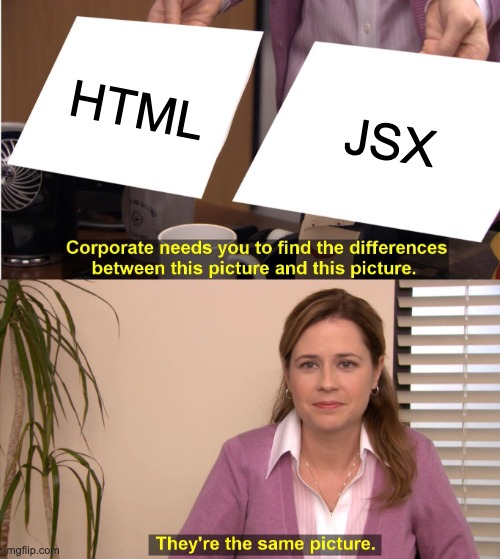 HTML
JSX
Corporate needs you to find the differences
between this picture and this picture.
They're the same picture.
imgflip.com